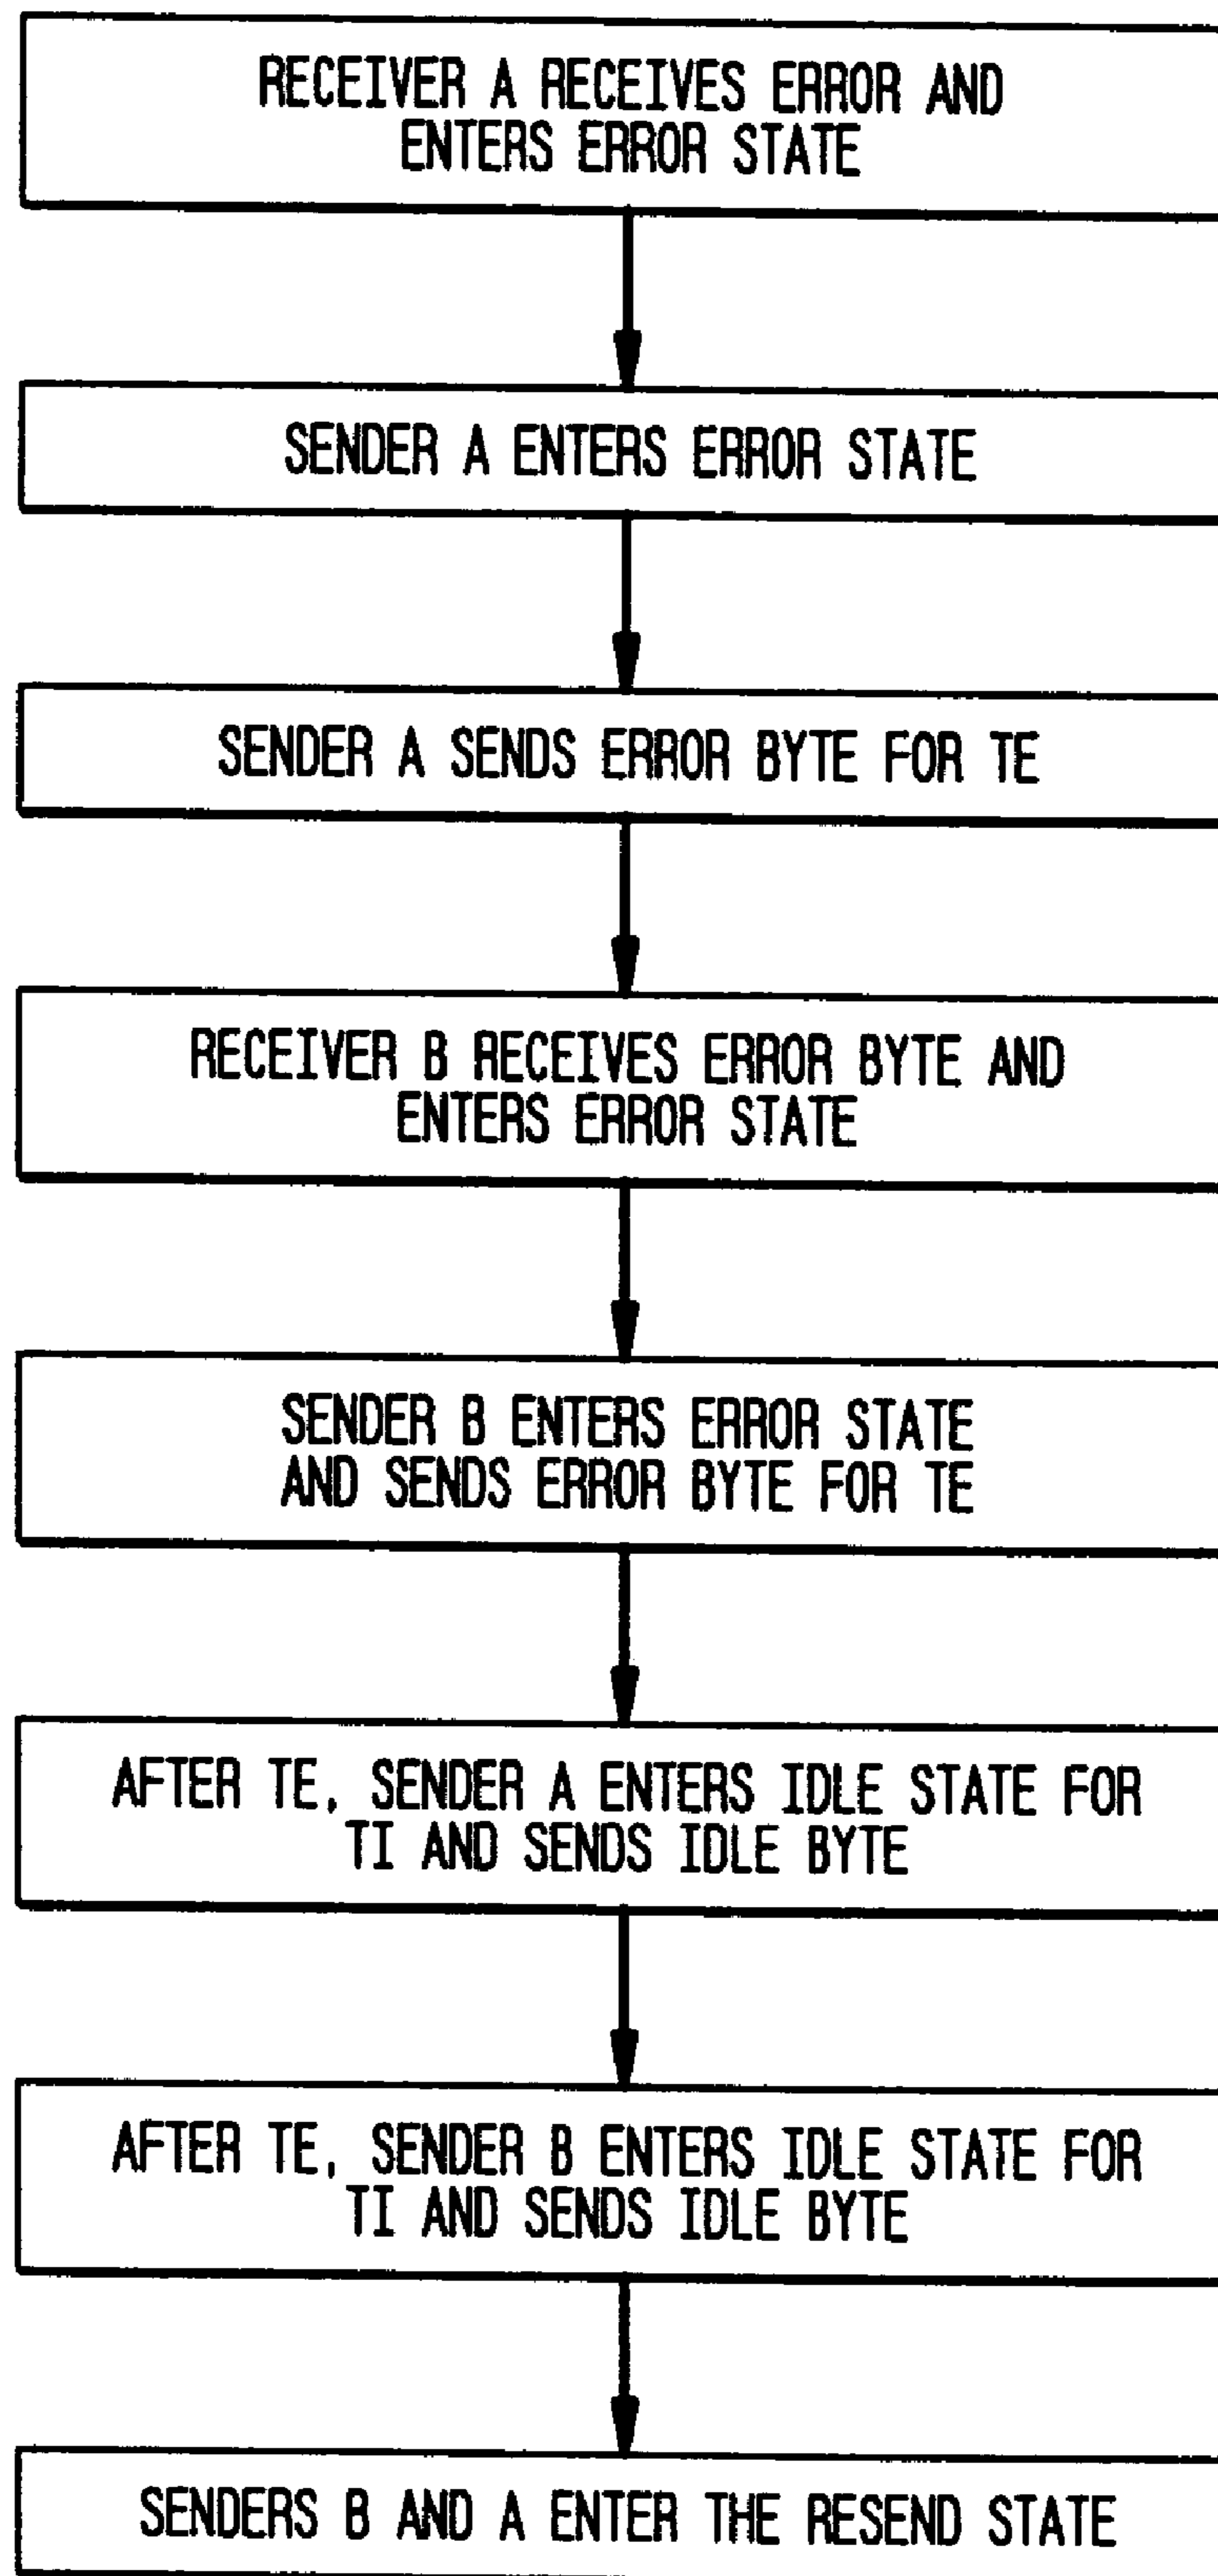 RECEIVER A RECEIVES ERROR AND
ENTERS ERROR STATE
SENDER A ENTERS ERROR STATE
SENDER A SENDS ERROR BYTE FOR TE
RECEIVER B RECEIVES ERROR BYTE AND
ENTERS ERROR STATE
SENDER B ENTERS ERROR STATE
AND SENDS ERROR BYTE FOR TE
AFTER TE, SENDER A ENTERS IDLE STATE FOR
TI AND SENDS IDLE BYTE
AFTER TE, SENDER B ENTERS IDLE STATE FOR
TI AND SENDS IDLE BYTE
SENDERS B AND A ENTER THE RESEND STATE